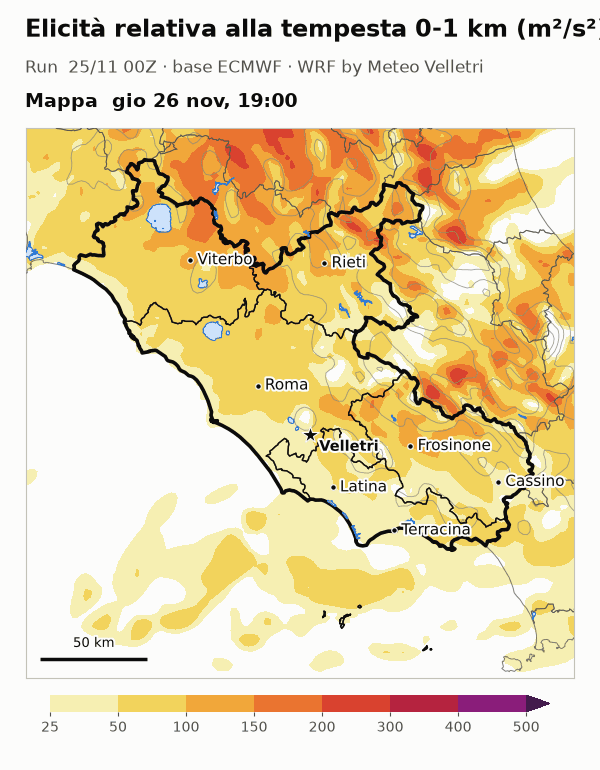 Elicità relativa alla tempesta 0-1 km (m²/s²)
Run  25/11 00Z · base ECMWF · WRF by Meteo Velletri
Mappa  gio 26 nov, 19:00
Viterbo
Rieti
Roma
Velletri
Frosinone
Cassino
Latina
Terracina
50 km
25 50 100 150 200 300 400 500